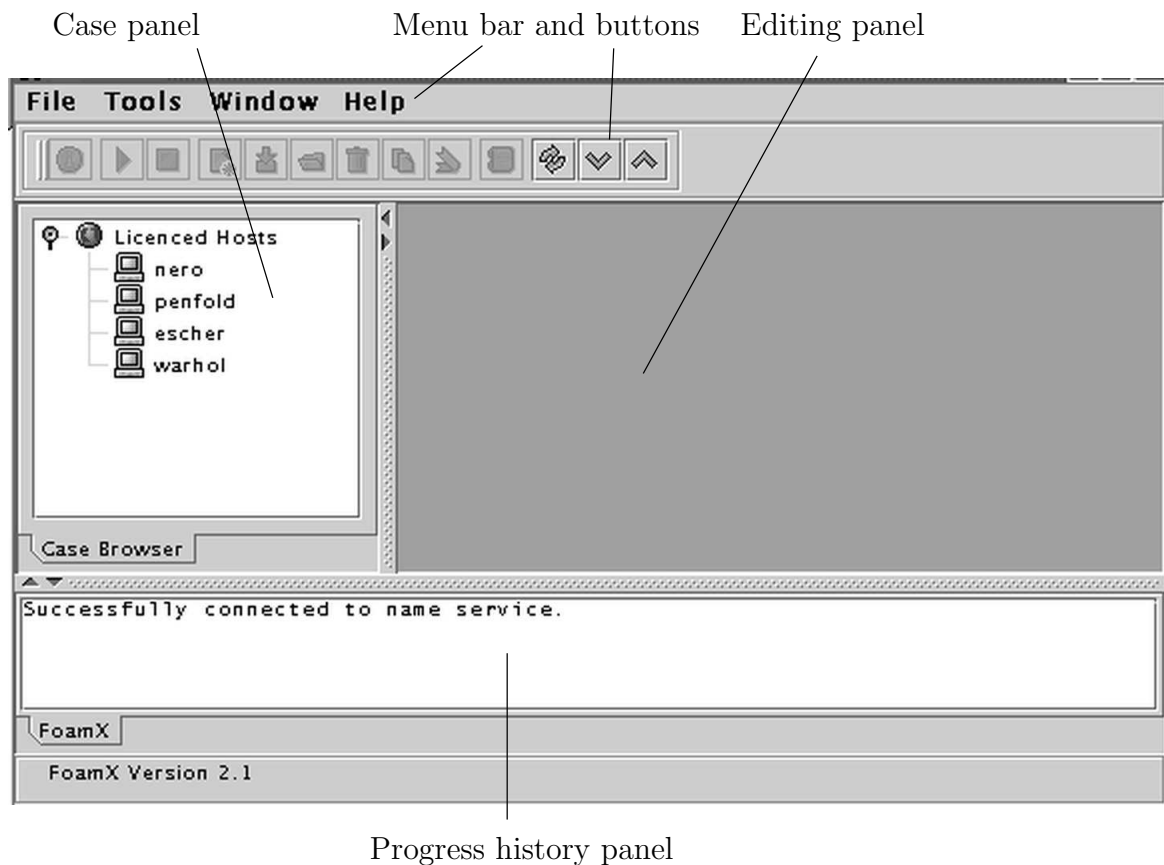 Case panel Menu bar and buttons Editing panel
File Tools Window Help
Licenced Hosts
nero
penfold
escher
warhol
Case Browser
Successfully connected to name service.
FoamX
FoamX Version 2.1
Progress history panel